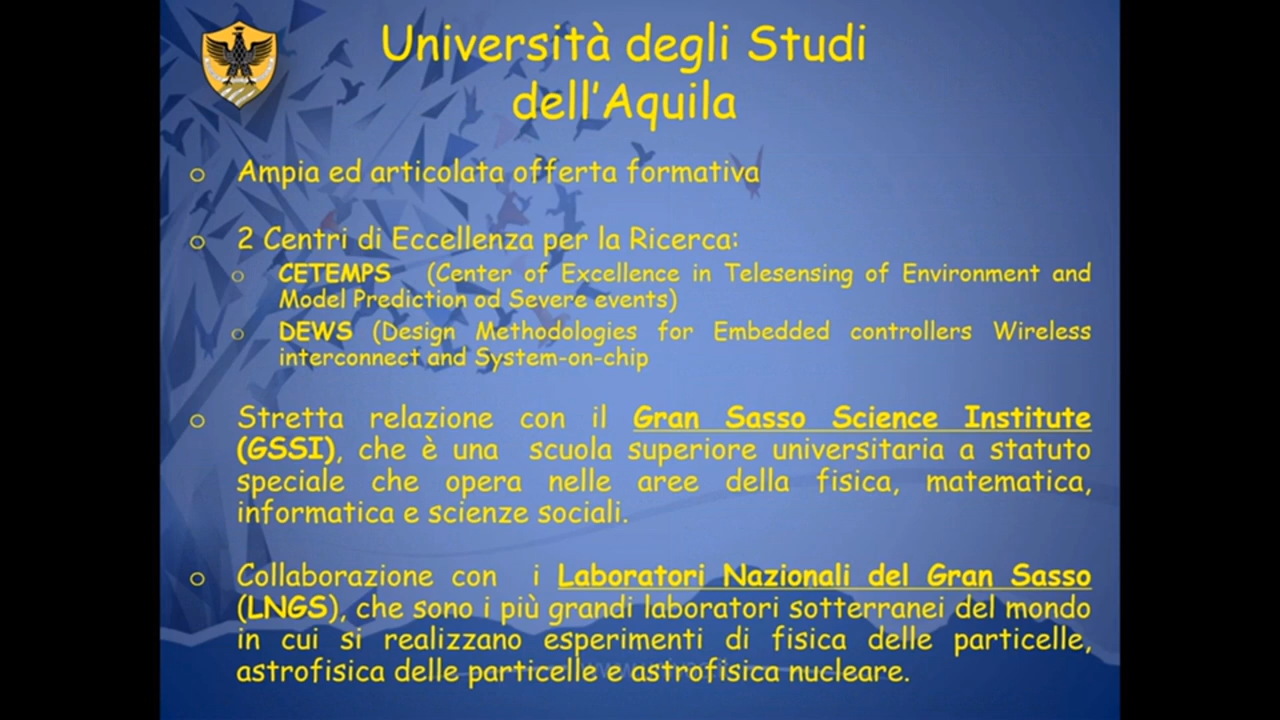 Università degli Studi
dell'Aquila
o Ampia ed articolata offerta formativa
o 2 Centri di Eccellenza per la Ricerca:
o CETEMPS (Center of Excellence in Telesensing of Environment and
Model Prediction od Severe events)
o DEWS (Design Methodologies for Embedded controllers Wireless
interconnect and System-on-chip
o Stretta relazione con il Gran Sasso Science Institute
(GSSI), che è una scuola superiore universitaria a statuto
speciale che opera nelle aree della fisica, matematica,
informatica e scienze sociali.
o Collaborazione con i Laboratori Nazionali del Gran Sasso
(LNGS), che sono i più grandi laboratori sotterranei del mondo
in cui si realizzano esperimenti di fisica delle particelle,
astrofisica delle particelle e astrofisica nucleare.